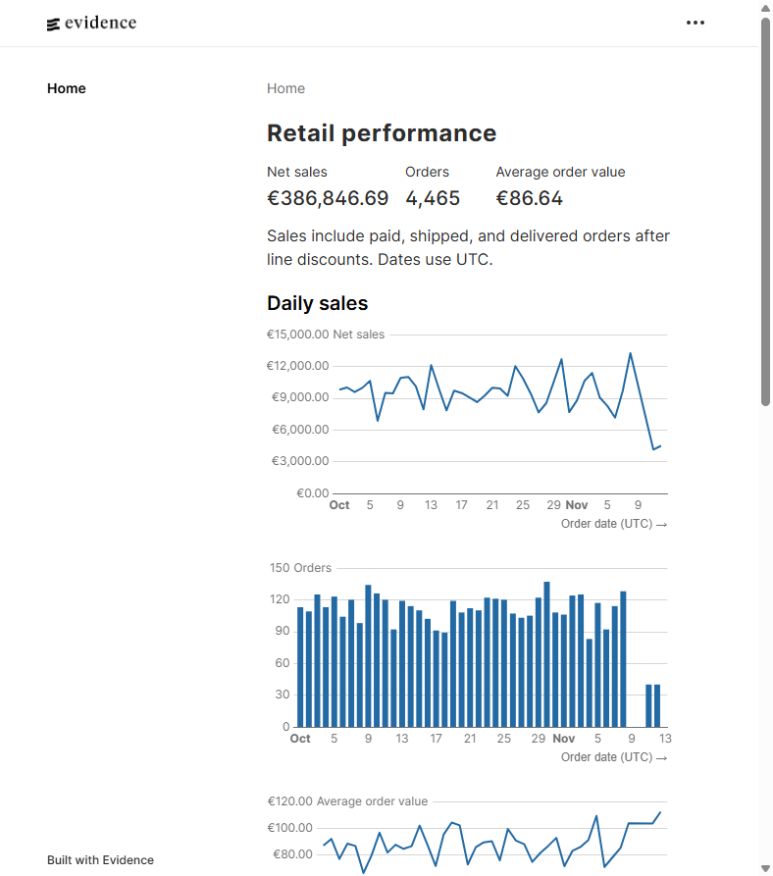 evidence
•••
Home
Home
Retail performance
Net sales Orders Average order value
€386,846.69 4,465 €86.64
Sales include paid, shipped, and delivered orders after
line discounts. Dates use UTC.
Daily sales
€15,000.00 Net sales
€12,000.00
€9,000.00
€6,000.00
€3,000.00
€0.00
Oct 5 9 13 17 21 25 29 Nov 5 9
Order date (UTC) →
150 Orders
120
90
60
30
0
Oct 5 9 13 17 21 25 29 Nov 5 9 13
Order date (UTC) →
€120.00 Average order value
€100.00
€80.00
Built with Evidence